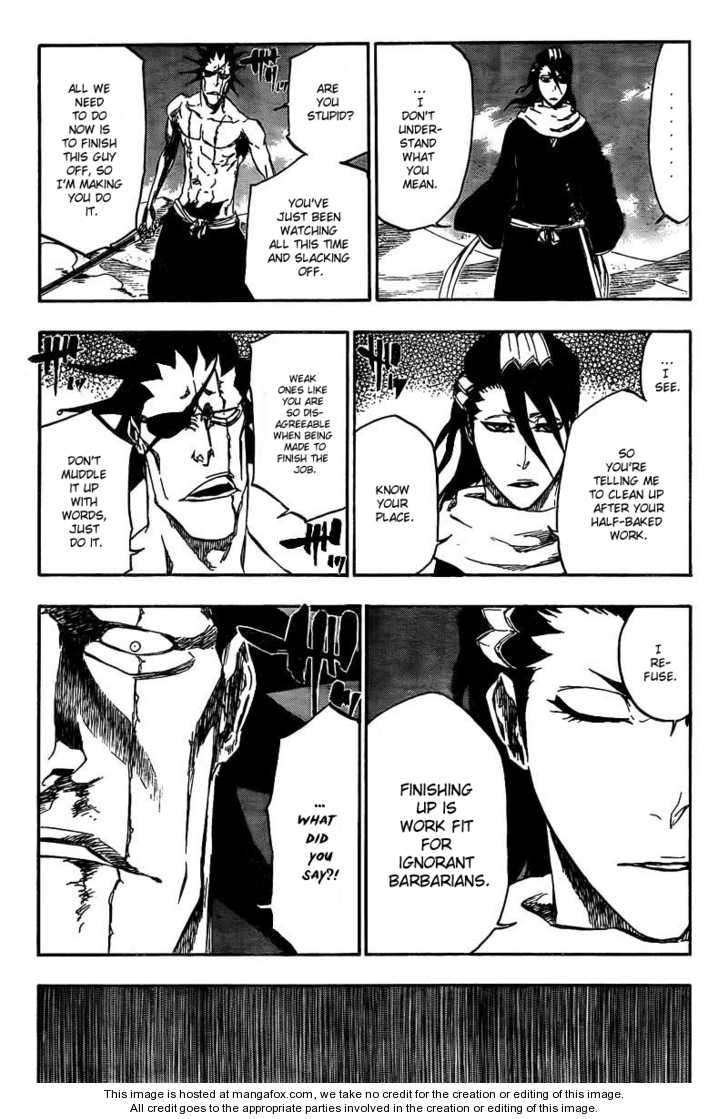 . . . . . . . .
...
I
DON'T
UNDER-
STAND
WHAT
YOU
MEAN.
ARE
YOU
STUPID?
YOU'VE
JUST BEEN
WATCHING
ALL THIS TIME
AND SLACKING
OFF.
ALL WE
NEED
TO DO
NOW IS
TO FINISH
THIS GUY
OFF, SO
I'M MAKING
YOU DO
IT.
...
I
SEE.
SO
YOU'RE
TELLING ME
TO CLEAN UP
AFTER YOUR
HALF-BAKED
WORK.
KNOW
YOUR
PLACE.
WEAK
ONES LIKE
YOU ARE
SO DIS-
AGREEABLE
WHEN BEING
MADE TO
FINISH THE
JOB.
DON'T
MUDDLE
IT UP
WITH
WORDS,
JUST
DO IT.
I
RE-
FUSE.
FINISHING
UP IS
WORK FIT
FOR
IGNORANT
BARBARIANS.
...
WHAT
DID
YOU
SAY?!
This image is hosted at mangafox.com, we take no credit for the creation or editing of this image.
All credit goes to the appropriate parties involved in the creation or editing of this image.